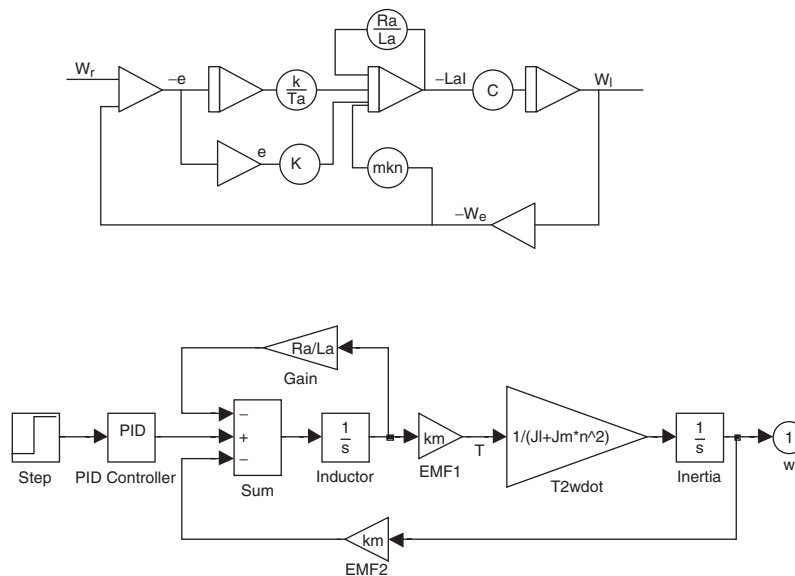 Ra
La
Wr
–e
–LaI
Wl
k
Ta
C
e
K
mkn
–We
Ra/La
Gain
PID
–
+
–
1
s
km
1/(Jl+Jm*n^2)
1
s
1
Step
PID Controller
Sum
Inductor
EMF1
T
T2wdot
Inertia
w
km
EMF2